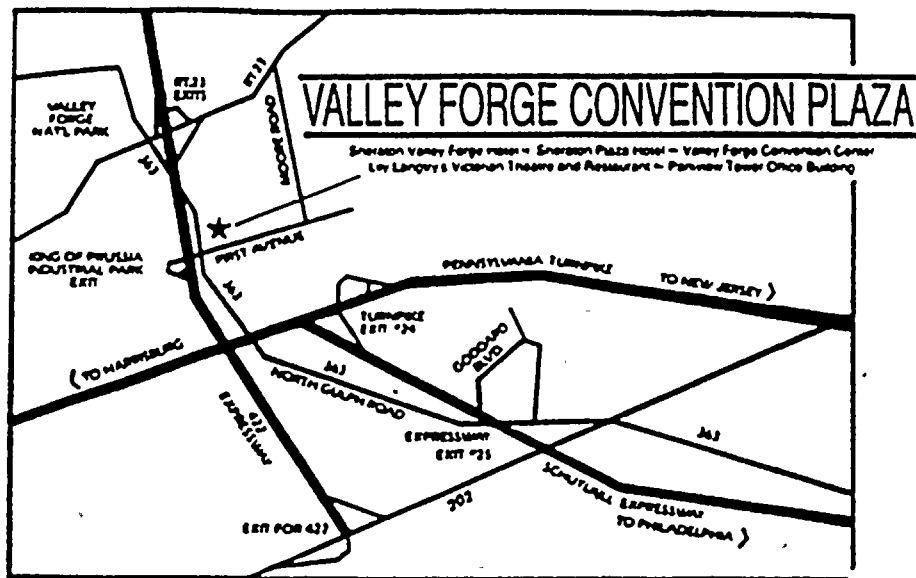 RT. 23
EXITS
RT. 23
MOORE ROAD
VALLEY
FORGE
NAT'L PARK
363
VALLEY FORGE CONVENTION PLAZA
Sheraton Valley Forge Hotel ~ Sheraton Plaza Hotel ~ Valley Forge Convention Center
Lily Langtry's Victorian Theatre and Restaurant ~ Parkview Tower Office Building
FIRST AVENUE
KING OF PRUSSIA
INDUSTRIAL PARK
EXIT
363
PENNSYLVANIA TURNPIKE
TO NEW JERSEY 〉
TURNPIKE
EXIT #24
GODDARD
BLVD.
〈 TO HARRISBURG
363
NORTH GULPH ROAD
422
EXPRESSWAY
EXPRESSWAY
EXIT #25
363
202
SCHUYLKILL EXPRESSWAY
TO PHILADELPHIA 〉
EXIT FOR 422